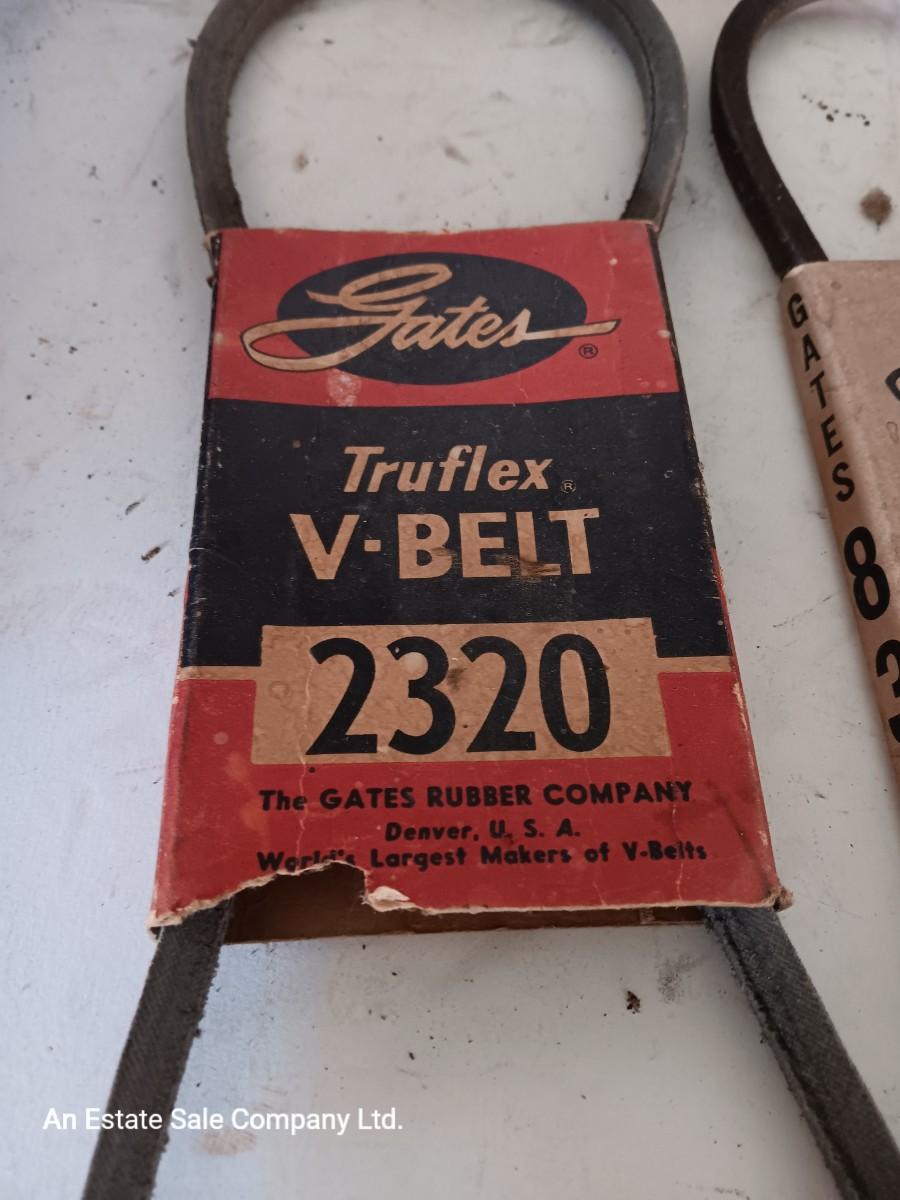 Gates ®
Truflex ®
V-BELT
2320
The GATES RUBBER COMPANY
Denver, U. S. A.
World's Largest Makers of V-Belts
GATES 8
An Estate Sale Company Ltd.